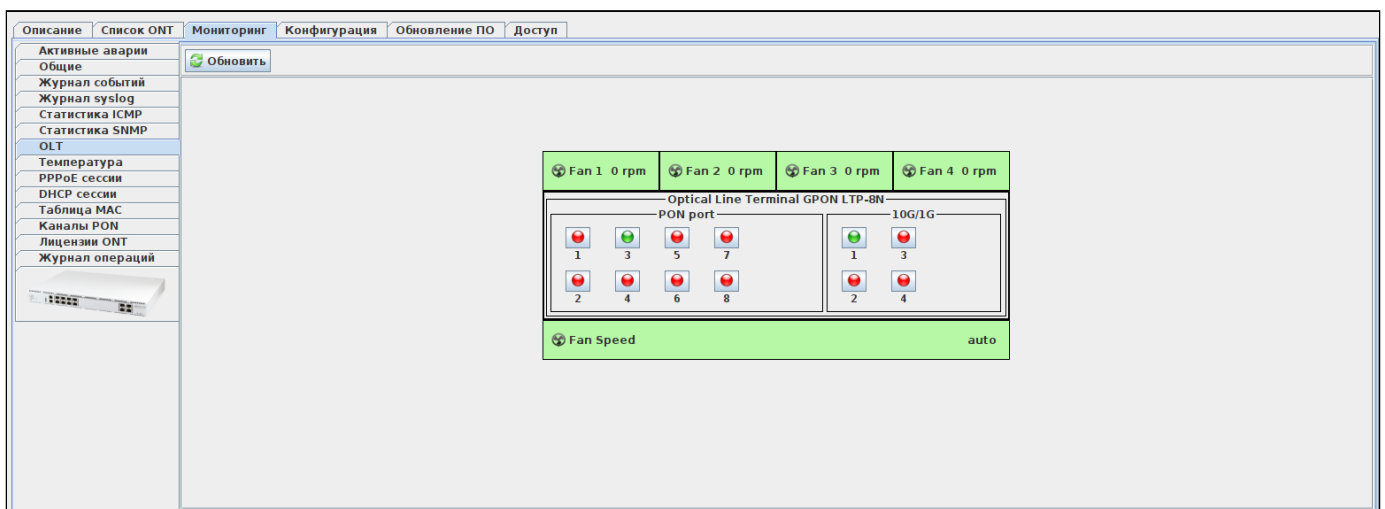 Описание Список ONT Мониторинг Конфигурация Обновление ПО Доступ
Активные аварии
Общие
Журнал событий
Журнал syslog
Статистика ICMP
Статистика SNMP
OLT
Температура
PPPoE сессии
DHCP сессии
Таблица MAC
Каналы PON
Лицензии ONT
Журнал операций
Обновить
Fan 1 0 rpm Fan 2 0 rpm Fan 3 0 rpm Fan 4 0 rpm
Optical Line Terminal GPON LTP-8N
PON port 10G/1G
1 3 5 7 1 3
2 4 6 8 2 4
Fan Speed auto